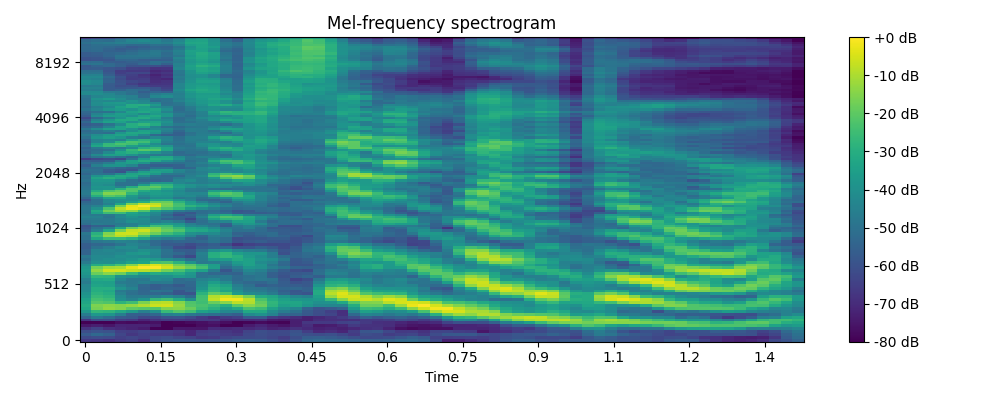 Mel-frequency spectrogram
+0 dB
8192
-10 dB
4096
-20 dB
-30 dB
2048
Hz
-40 dB
1024
-50 dB
-60 dB
512
-70 dB
0
-80 dB
0 0.15 0.3 0.45 0.6 0.75 0.9 1.1 1.2 1.4
Time